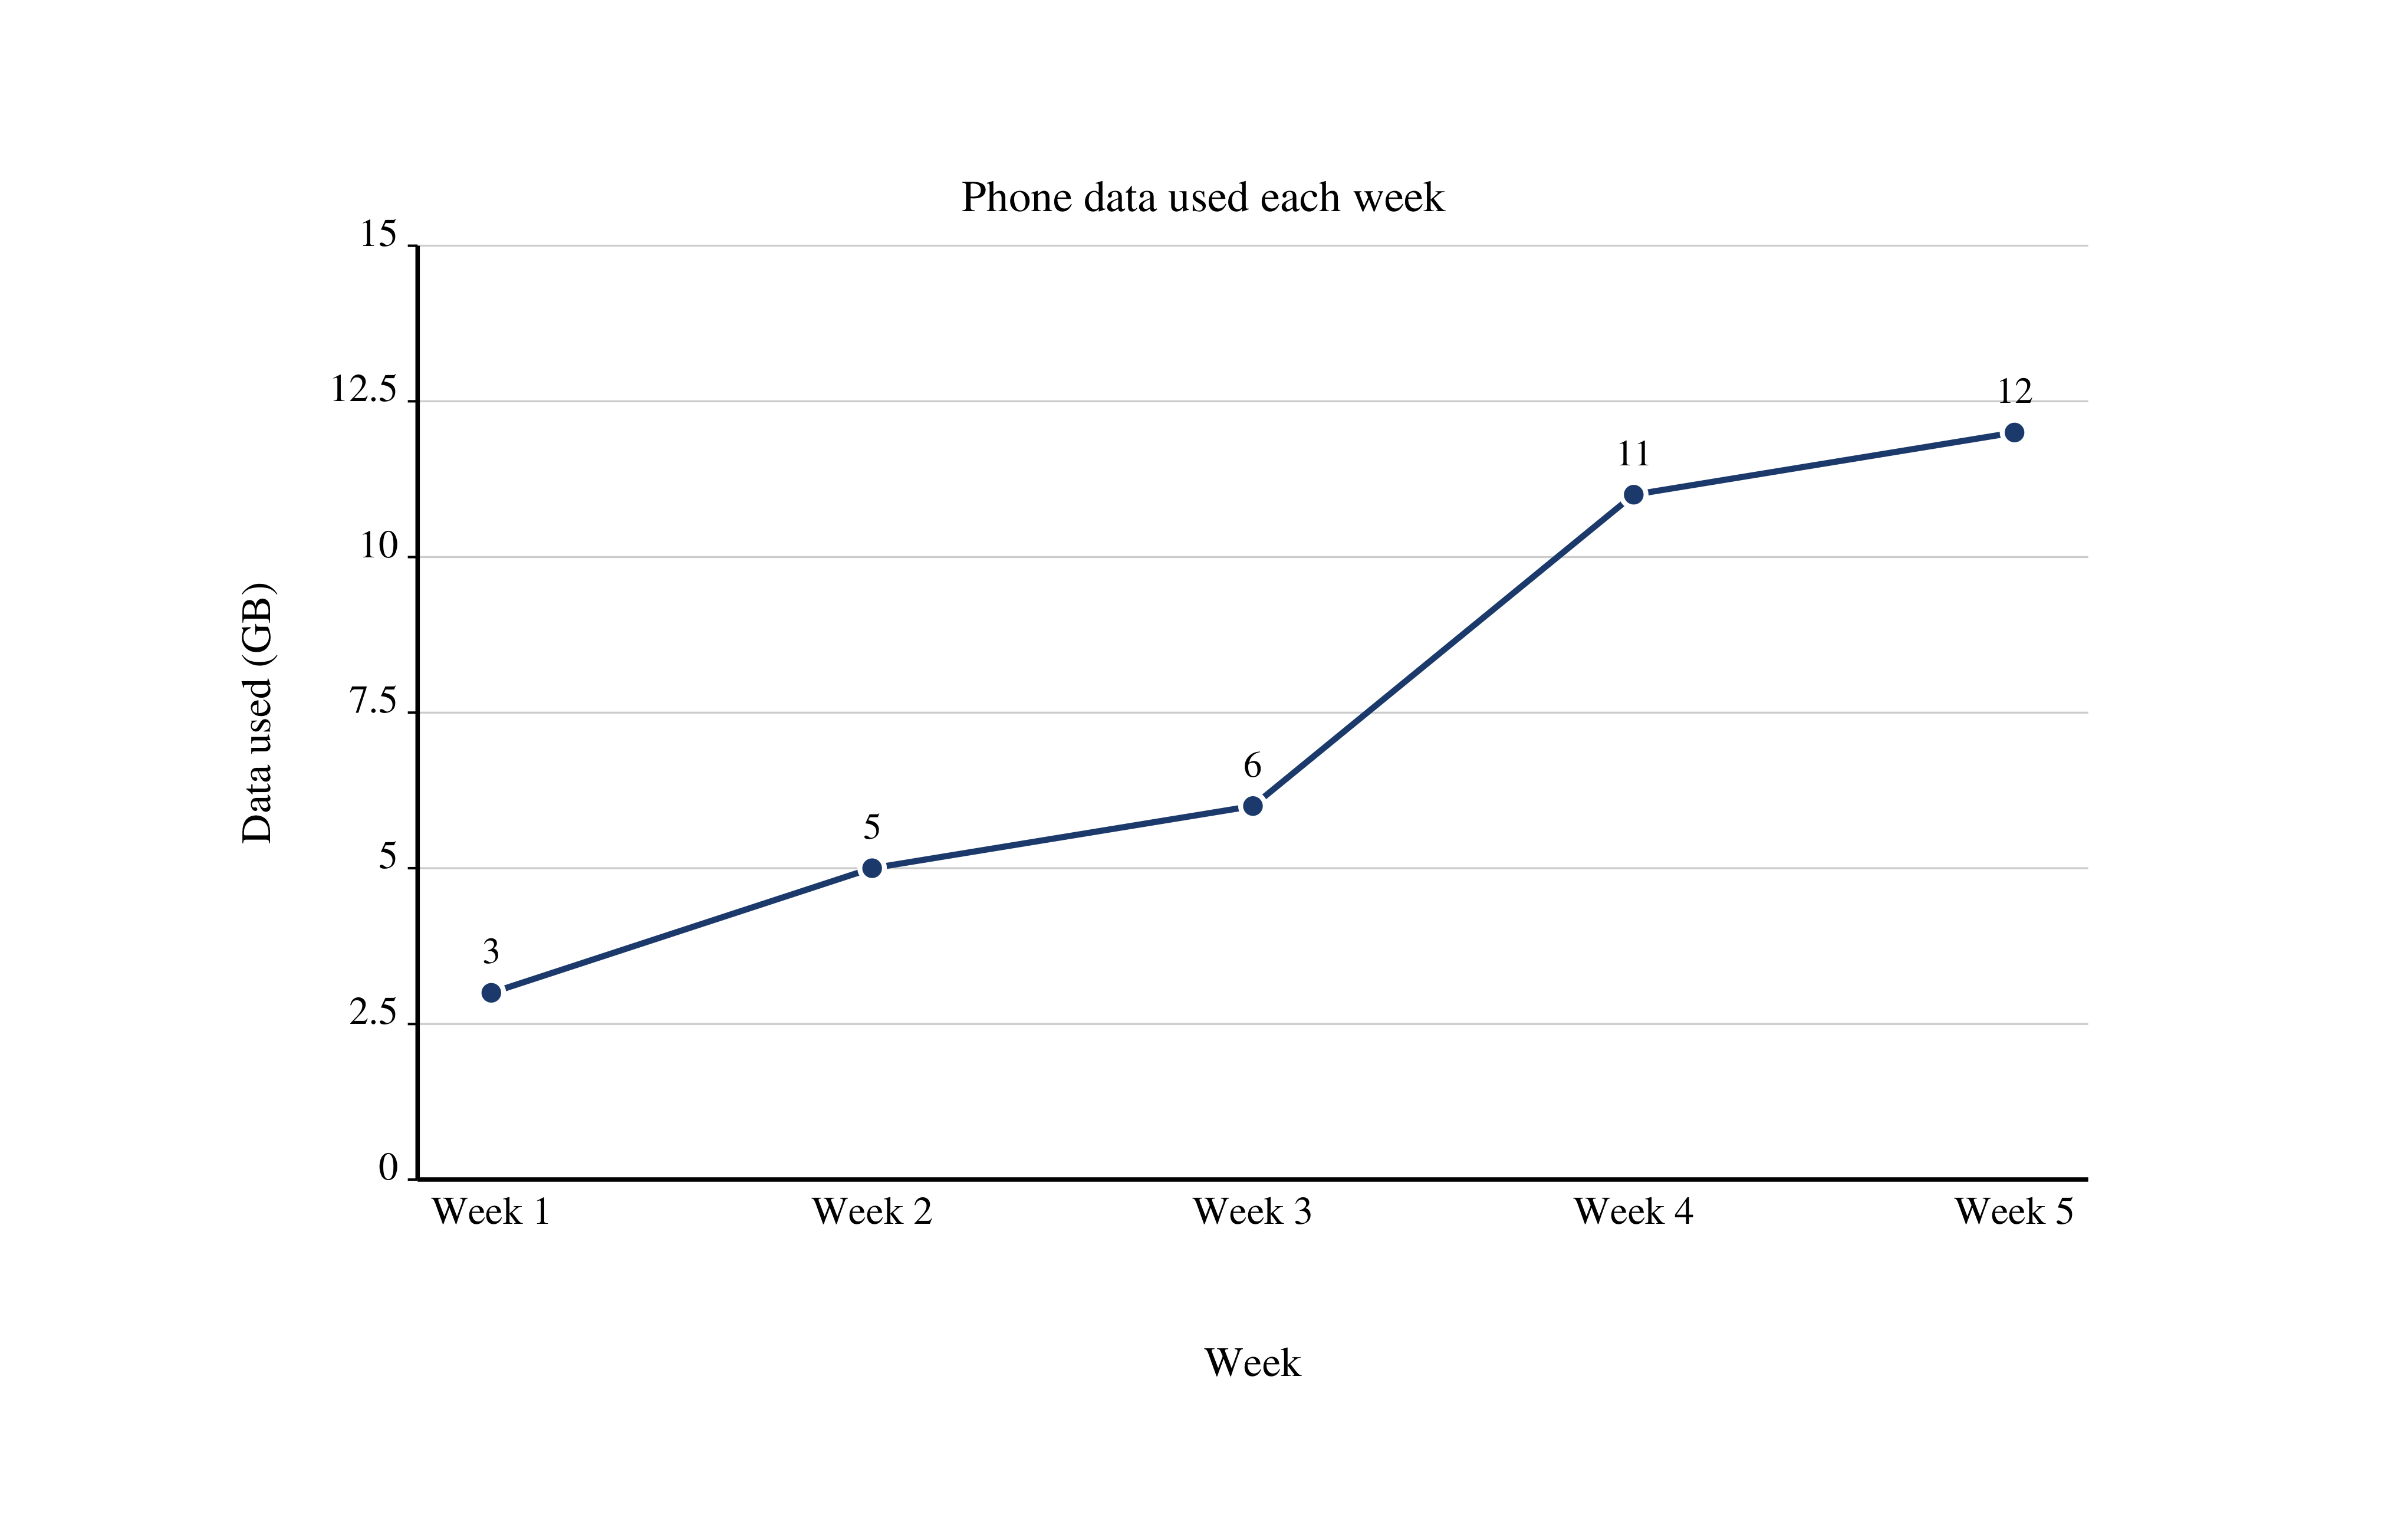 Phone data used each week
15
12.5
10
7.5
5
2.5
0
Data used (GB)
3
5
6
11
12
Week 1
Week 2
Week 3
Week 4
Week 5
Week